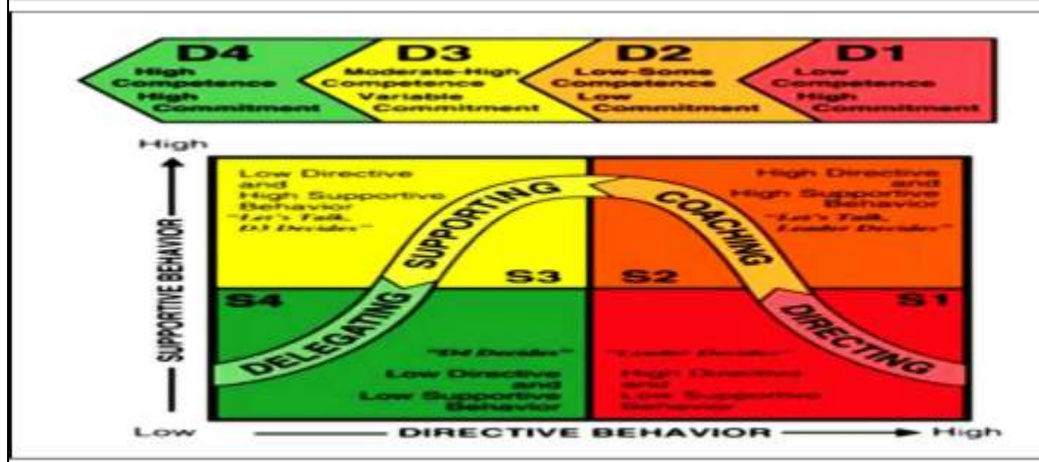 D4
High
Competence
High
Commitment
D3
Moderate-High
Competence
Variable
Commitment
D2
Low-Some
Competence
Low
Commitment
D1
Low
Competence
High
Commitment
High
SUPPORTIVE BEHAVIOR
Low Directive
and
High Supportive
Behavior
"Let's Talk,
D3 Decides"
S3
SUPPORTING
High Directive
and
High Supportive
Behavior
"Let's Talk,
Leader Decides"
S2
COACHING
S4
DELEGATING
"D4 Decides"
Low Directive
and
Low Supportive
Behavior
S1
DIRECTING
"Leader Decides"
High Directive
and
Low Supportive
Behavior
Low
DIRECTIVE BEHAVIOR
High